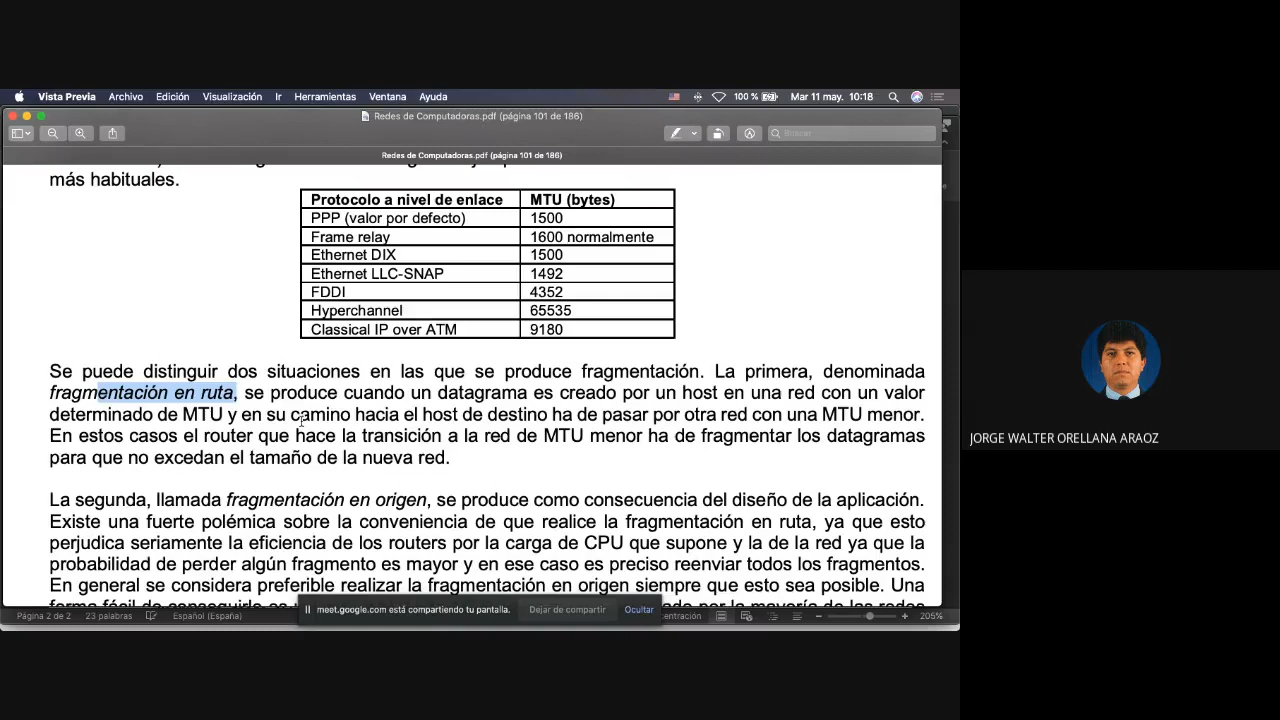 Vista Previa Archivo Edición Visualización Ir Herramientas Ventana Ayuda 100 % Mar 11 may. 10:18
Redes de Computadoras.pdf (página 101 de 186)
Buscar
Redes de Computadoras.pdf (página 101 de 186)
más habituales.
Protocolo a nivel de enlace MTU (bytes)
PPP (valor por defecto) 1500
Frame relay 1600 normalmente
Ethernet DIX 1500
Ethernet LLC-SNAP 1492
FDDI 4352
Hyperchannel 65535
Classical IP over ATM 9180
Se puede distinguir dos situaciones en las que se produce fragmentación. La primera, denominada
fragmentación en ruta, se produce cuando un datagrama es creado por un host en una red con un valor
determinado de MTU y en su camino hacia el host de destino ha de pasar por otra red con una MTU menor.
En estos casos el router que hace la transición a la red de MTU menor ha de fragmentar los datagramas
para que no excedan el tamaño de la nueva red.
La segunda, llamada fragmentación en origen, se produce como consecuencia del diseño de la aplicación.
Existe una fuerte polémica sobre la conveniencia de que realice la fragmentación en ruta, ya que esto
perjudica seriamente la eficiencia de los routers por la carga de CPU que supone y la de la red ya que la
probabilidad de perder algún fragmento es mayor y en ese caso es preciso reenviar todos los fragmentos.
En general se considera preferible realizar la fragmentación en origen siempre que esto sea posible. Una
meet.google.com está compartiendo tu pantalla. Dejar de compartir Ocultar
Página 2 de 2 23 palabras Español (España) 205%
JORGE WALTER ORELLANA ARAOZ